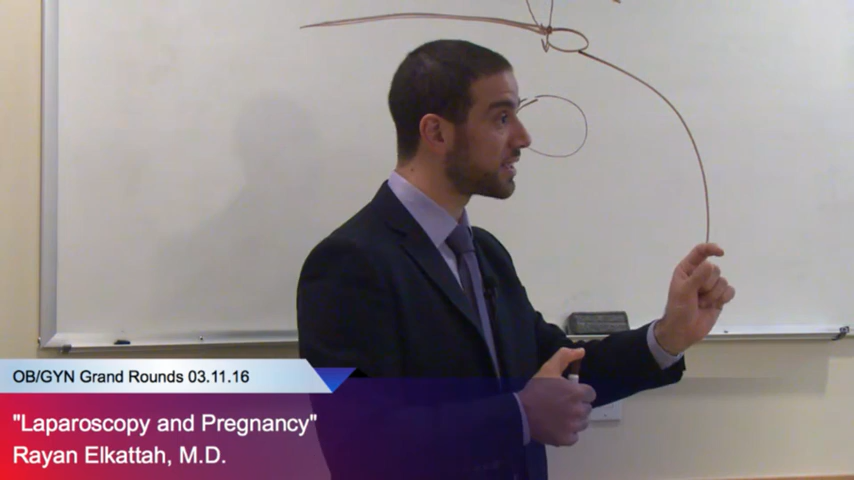 OB/GYN Grand Rounds 03.11.16
"Laparoscopy and Pregnancy"
Rayan Elkattah, M.D.